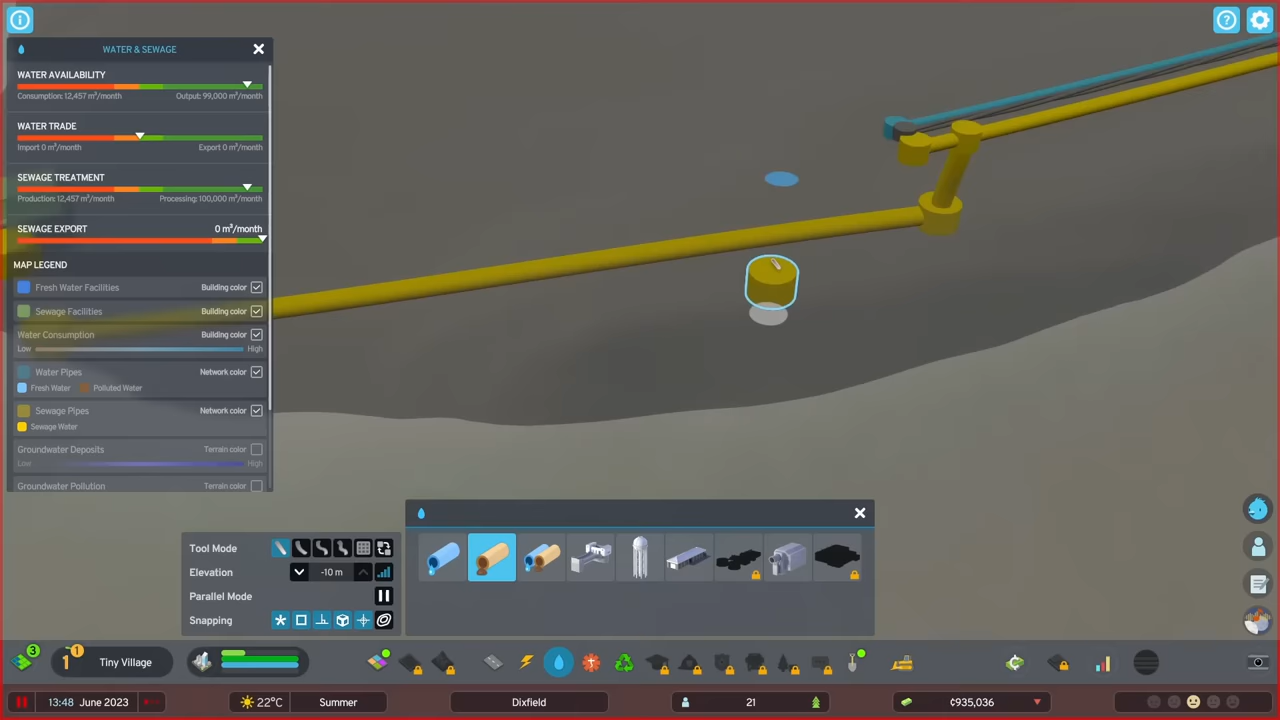 WATER & SEWAGE
WATER AVAILABILITY
Consumption: 12,457 m³/month Output: 99,000 m³/month
WATER TRADE
Import 0 m³/month Export 0 m³/month
SEWAGE TREATMENT
Production: 12,457 m³/month Processing: 100,000 m³/month
SEWAGE EXPORT 0 m³/month
MAP LEGEND
Fresh Water Facilities Building color
Sewage Facilities Building color
Water Consumption Building color
Low High
Water Pipes Network color
Fresh Water Polluted Water
Sewage Pipes Network color
Sewage Water
Groundwater Deposits Terrain color
Low High
Groundwater Pollution Terrain color
Tool Mode
Elevation -10 m
Parallel Mode
Snapping
3 1 1 Tiny Village
13:48 June 2023 22°C Summer Dixfield 21 ¢935,036